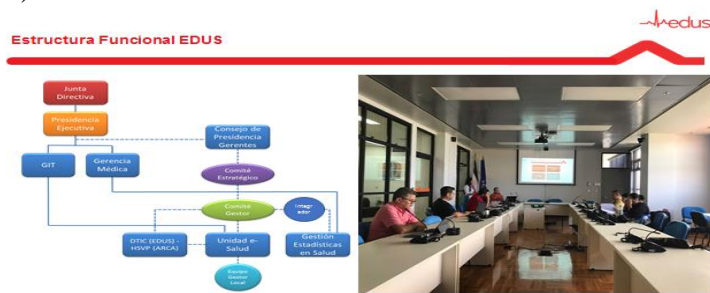 edus
Estructura Funcional EDUS
Junta
Directiva
Presidencia
Ejecutiva
Consejo de
Presidencia
Gerentes
GIT
Gerencia
Médica
Comité
Estratégico
Comité
Gestor
Integr
ador
DTIC (EDUS) -
HSVP (ARCA)
Unidad e-
Salud
Gestión
Estadísticas
en Salud
Equipo
Gestor
Local